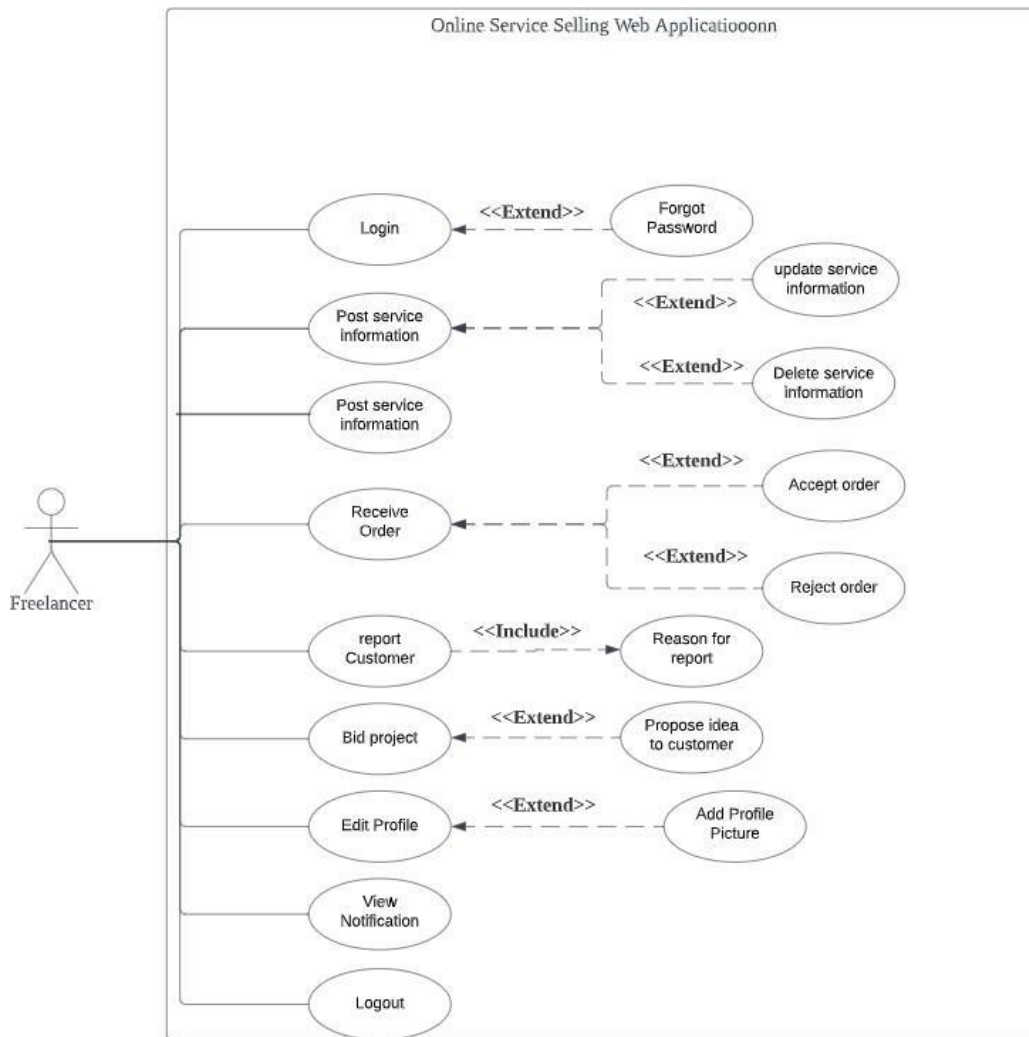 Online Service Selling Web Applicatiooonn
Login
<<Extend>>
Forgot
Password
Post service
information
<<Extend>>
update service
information
<<Extend>>
Delete service
information
Post service
information
Receive
Order
<<Extend>>
Accept order
<<Extend>>
Reject order
Freelancer
report
Customer
<<Include>>
Reason for
report
Bid project
<<Extend>>
Propose idea
to customer
Edit Profile
<<Extend>>
Add Profile
Picture
View
Notification
Logout